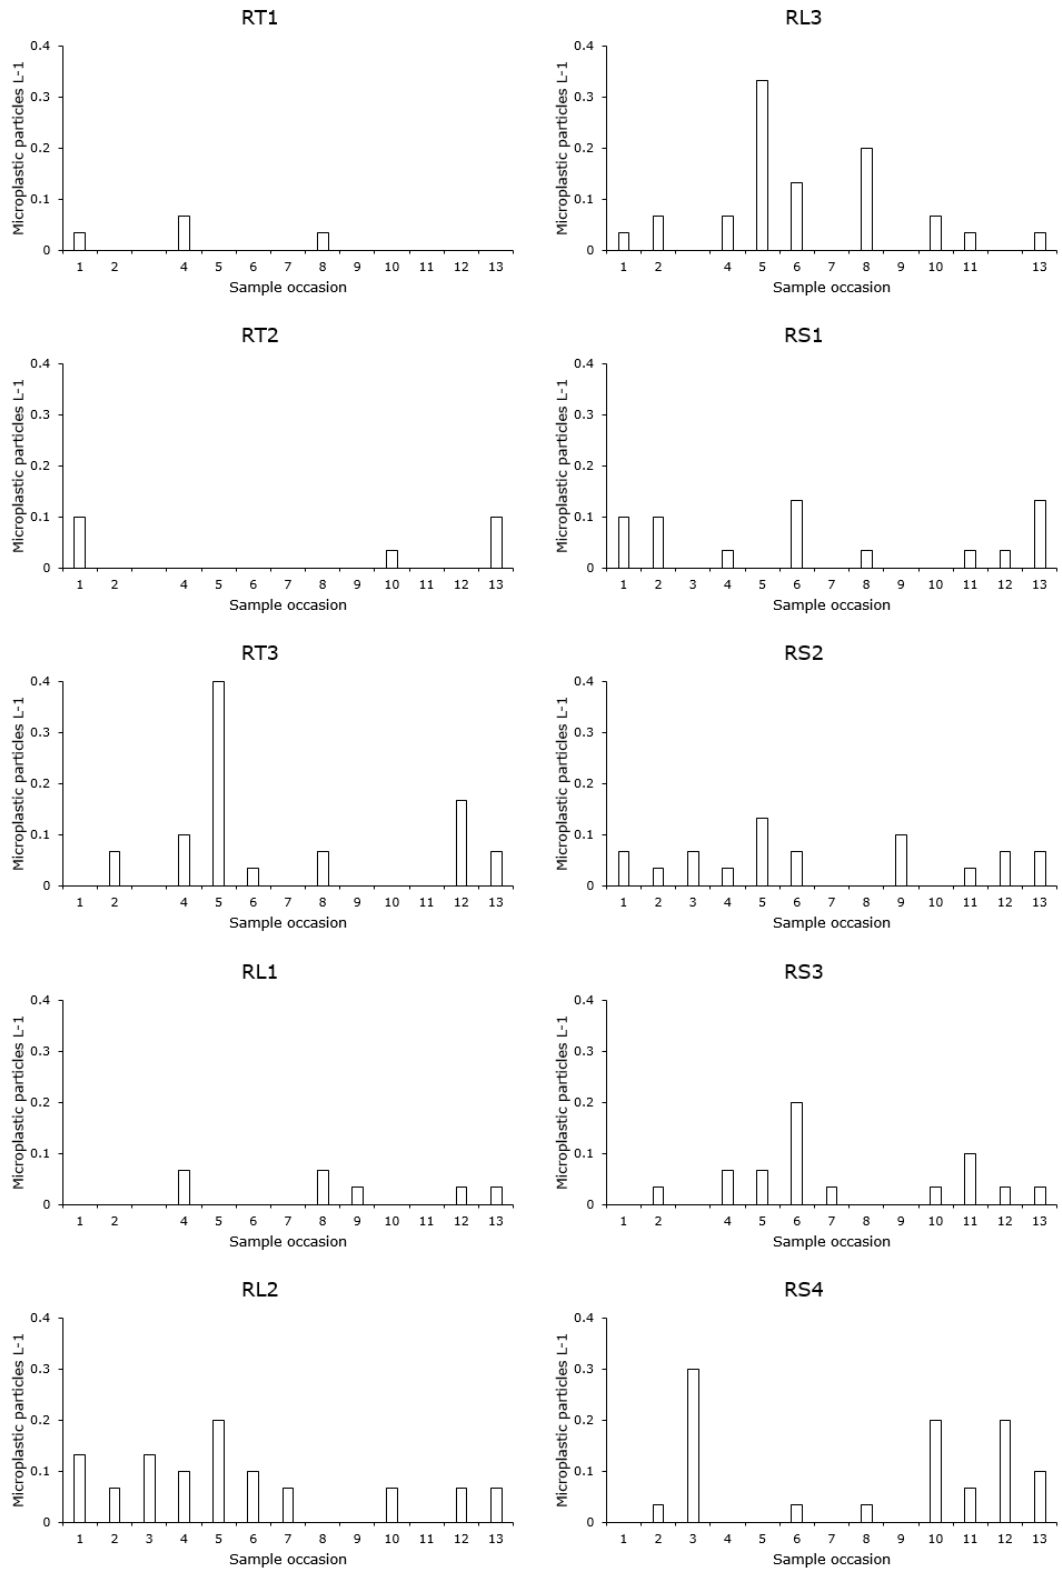 RT1
Microplastic particles L-1
0.4
0.3
0.2
0.1
0
1 2 4 5 6 7 8 9 10 11 12 13
Sample occasion
RL3
Microplastic particles L-1
0.4
0.3
0.2
0.1
0
1 2 4 5 6 8 10 11 13
Sample occasion
RT2
Microplastic particles L-1
0.4
0.3
0.2
0.1
0
1 2 4 5 6 7 8 9 10 11 12 13
Sample occasion
RS1
Microplastic particles L-1
0.4
0.3
0.2
0.1
0
1 2 3 4 5 6 7 8 9 10 11 12 13
Sample occasion
RT3
Microplastic particles L-1
0.4
0.3
0.2
0.1
0
1 2 4 5 6 7 8 9 10 11 12 13
Sample occasion
RS2
Microplastic particles L-1
0.4
0.3
0.2
0.1
0
1 2 3 4 5 6 7 8 9 10 11 12 13
Sample occasion
RL1
Microplastic particles L-1
0.4
0.3
0.2
0.1
0
1 2 4 5 6 7 8 9 10 11 12 13
Sample occasion
RS3
Microplastic particles L-1
0.4
0.3
0.2
0.1
0
1 2 4 5 6 7 8 9 10 11 12 13
Sample occasion
RL2
Microplastic particles L-1
0.4
0.3
0.2
0.1
0
1 2 3 4 5 6 7 8 9 10 11 12 13
Sample occasion
RS4
Microplastic particles L-1
0.4
0.3
0.2
0.1
0
1 2 3 4 5 6 7 8 9 10 11 12 13
Sample occasion